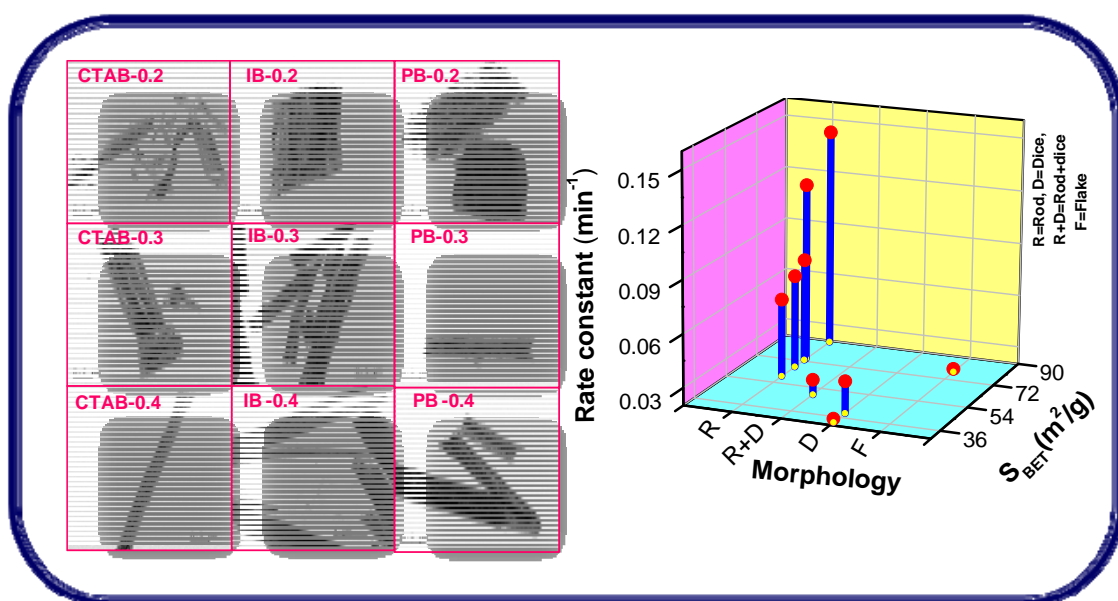 CTAB-0.2
IB-0.2
PB-0.2
CTAB-0.3
IB-0.3
PB-0.3
CTAB-0.4
IB-0.4
PB-0.4
Rate constant (min⁻¹)
0.15
0.12
0.09
0.06
0.03
R
R+D
D
F
Morphology
36
54
72
90
S_BET(m²/g)
R=Rod, D=Dice,
R+D=Rod+dice
F=Flake